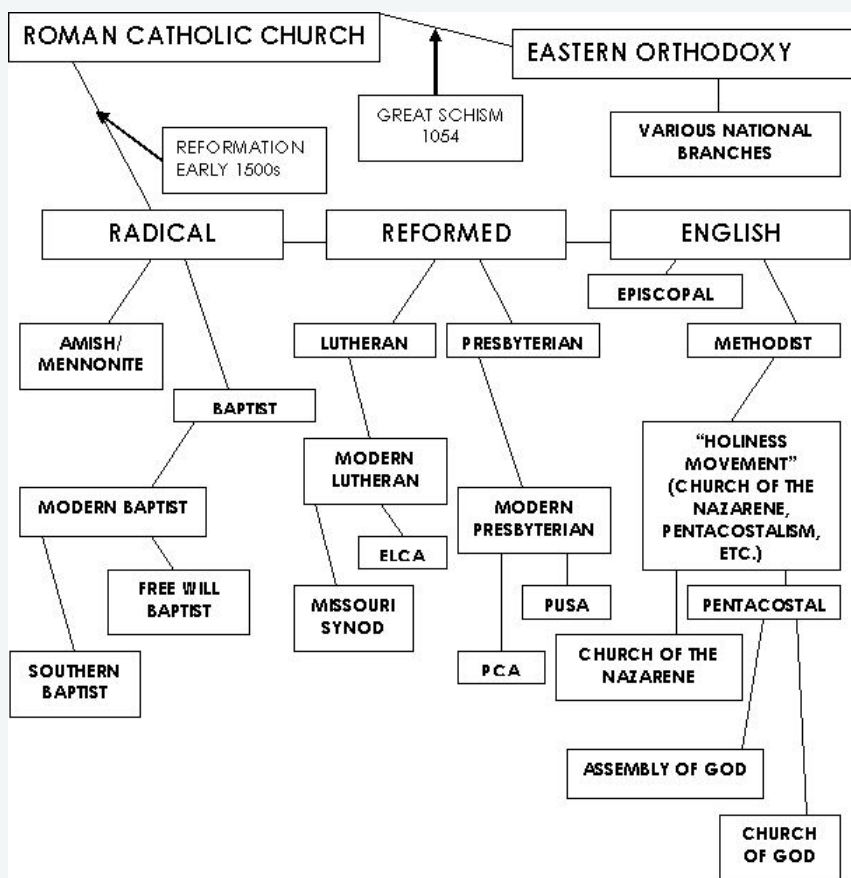 ROMAN CATHOLIC CHURCH
EASTERN ORTHODOXY
GREAT SCHISM
1054
VARIOUS NATIONAL
BRANCHES
REFORMATION
EARLY 1500s
RADICAL
REFORMED
ENGLISH
EPISCOPAL
AMISH/
MENNONITE
LUTHERAN
PRESBYTERIAN
METHODIST
BAPTIST
MODERN
LUTHERAN
"HOLINESS
MOVEMENT"
(CHURCH OF THE
NAZARENE,
PENTACOSTALISM,
ETC.)
MODERN BAPTIST
MODERN
PRESBYTERIAN
ELCA
FREE WILL
BAPTIST
MISSOURI
SYNOD
PUSA
PENTACOSTAL
SOUTHERN
BAPTIST
PCA
CHURCH OF THE
NAZARENE
ASSEMBLY OF GOD
CHURCH
OF GOD